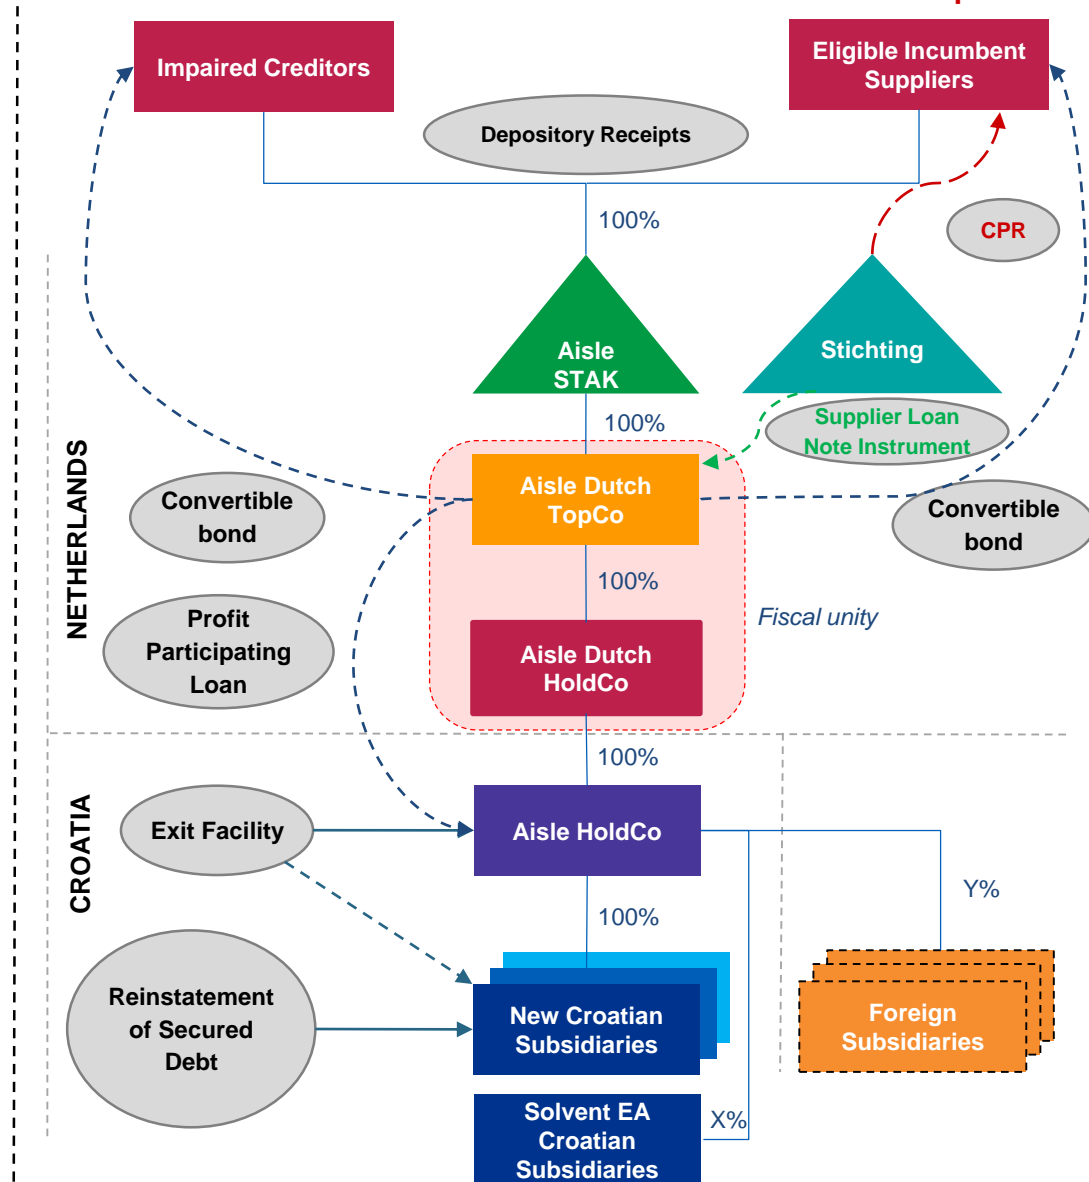 Impaired Creditors
Eligible Incumbent
Suppliers
Depository Receipts
100%
CPR
Aisle
STAK
Stichting
100%
Supplier Loan
Note Instrument
NETHERLANDS
Convertible
bond
Aisle Dutch
TopCo
Convertible
bond
100%
Fiscal unity
Profit
Participating
Loan
Aisle Dutch
HoldCo
100%
CROATIA
Exit Facility
Aisle HoldCo
Y%
100%
Reinstatement
of Secured
Debt
New Croatian
Subsidiaries
Foreign
Subsidiaries
X%
Solvent EA
Croatian
Subsidiaries